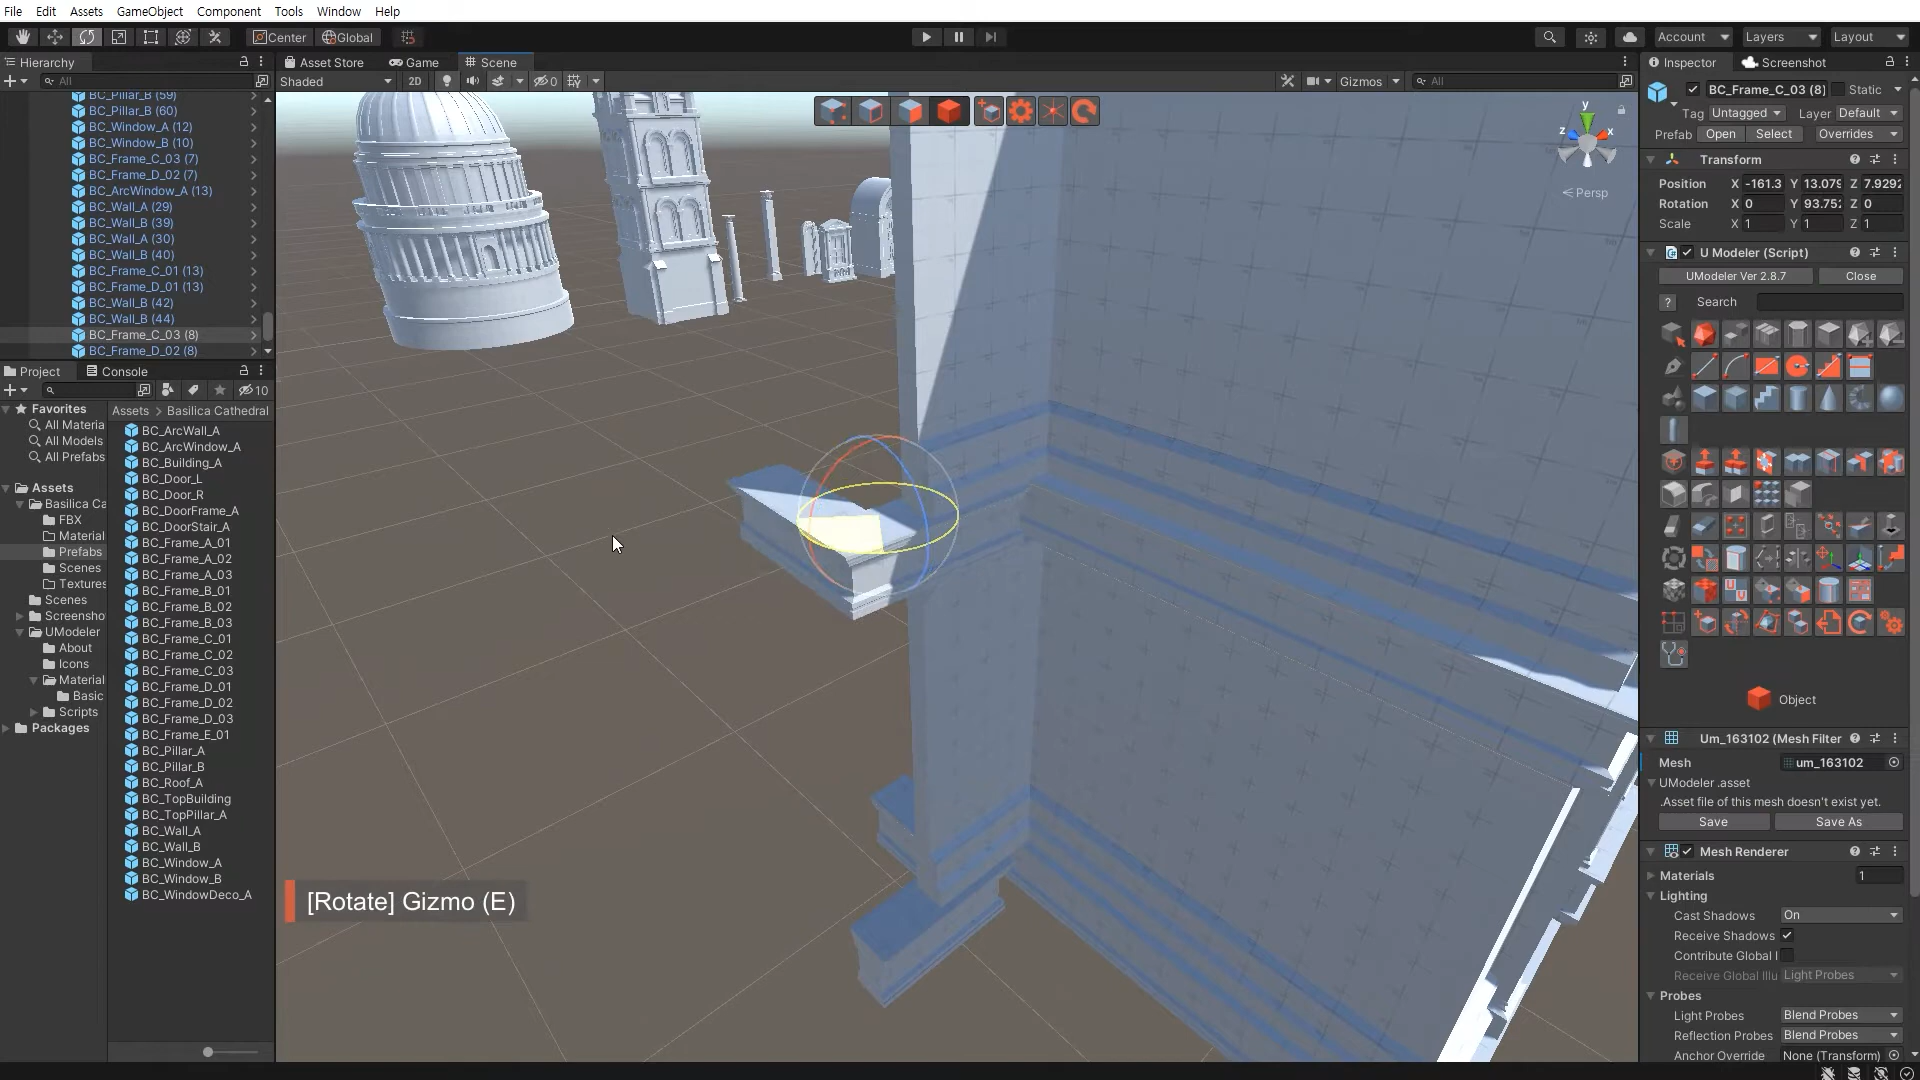 File Edit Assets GameObject Component Tools Window Help
Center Global
Account Layers Layout
Hierarchy
All
BC_Pillar_B (59)
BC_Pillar_B (60)
BC_Window_A (12)
BC_Window_B (10)
BC_Frame_C_03 (7)
BC_Frame_D_02 (7)
BC_ArcWindow_A (13)
BC_Wall_A (29)
BC_Wall_B (39)
BC_Wall_A (30)
BC_Wall_B (40)
BC_Frame_C_01 (13)
BC_Frame_D_01 (13)
BC_Wall_B (42)
BC_Wall_B (44)
BC_Frame_C_03 (8)
BC_Frame_D_02 (8)
Project Console
10
Favorites
All Materia
All Models
All Prefabs
Assets
Basilica Ca
FBX
Material
Prefabs
Scenes
Textures
Scenes
Screensho
UModeler
About
Icons
Material
Basic
Scripts
Packages
Assets > Basilica Cathedral
BC_ArcWall_A
BC_ArcWindow_A
BC_Building_A
BC_Door_L
BC_Door_R
BC_DoorFrame_A
BC_DoorStair_A
BC_Frame_A_01
BC_Frame_A_02
BC_Frame_A_03
BC_Frame_B_01
BC_Frame_B_02
BC_Frame_B_03
BC_Frame_C_01
BC_Frame_C_02
BC_Frame_C_03
BC_Frame_D_01
BC_Frame_D_02
BC_Frame_D_03
BC_Frame_E_01
BC_Pillar_A
BC_Pillar_B
BC_Roof_A
BC_TopBuilding
BC_TopPillar_A
BC_Wall_A
BC_Wall_B
BC_Window_A
BC_Window_B
BC_WindowDeco_A
Asset Store Game Scene
Shaded 2D 0 Gizmos All
y
z x
< Persp
[Rotate] Gizmo (E)
Inspector Screenshot
BC_Frame_C_03 (8) Static
Tag Untagged Layer Default
Prefab Open Select Overrides
Transform
Position X -161.3 Y 13.079 Z 7.9292
Rotation X 0 Y 93.752 Z 0
Scale X 1 Y 1 Z 1
U Modeler (Script)
UModeler Ver 2.8.7 Close
? Search
Object
Um_163102 (Mesh Filter
Mesh um_163102
UModeler .asset
.Asset file of this mesh doesn't exist yet.
Save Save As
Mesh Renderer
Materials 1
Lighting
Cast Shadows On
Receive Shadows
Contribute Global I
Receive Global Illu Light Probes
Probes
Light Probes Blend Probes
Reflection Probes Blend Probes
Anchor Override None (Transform)